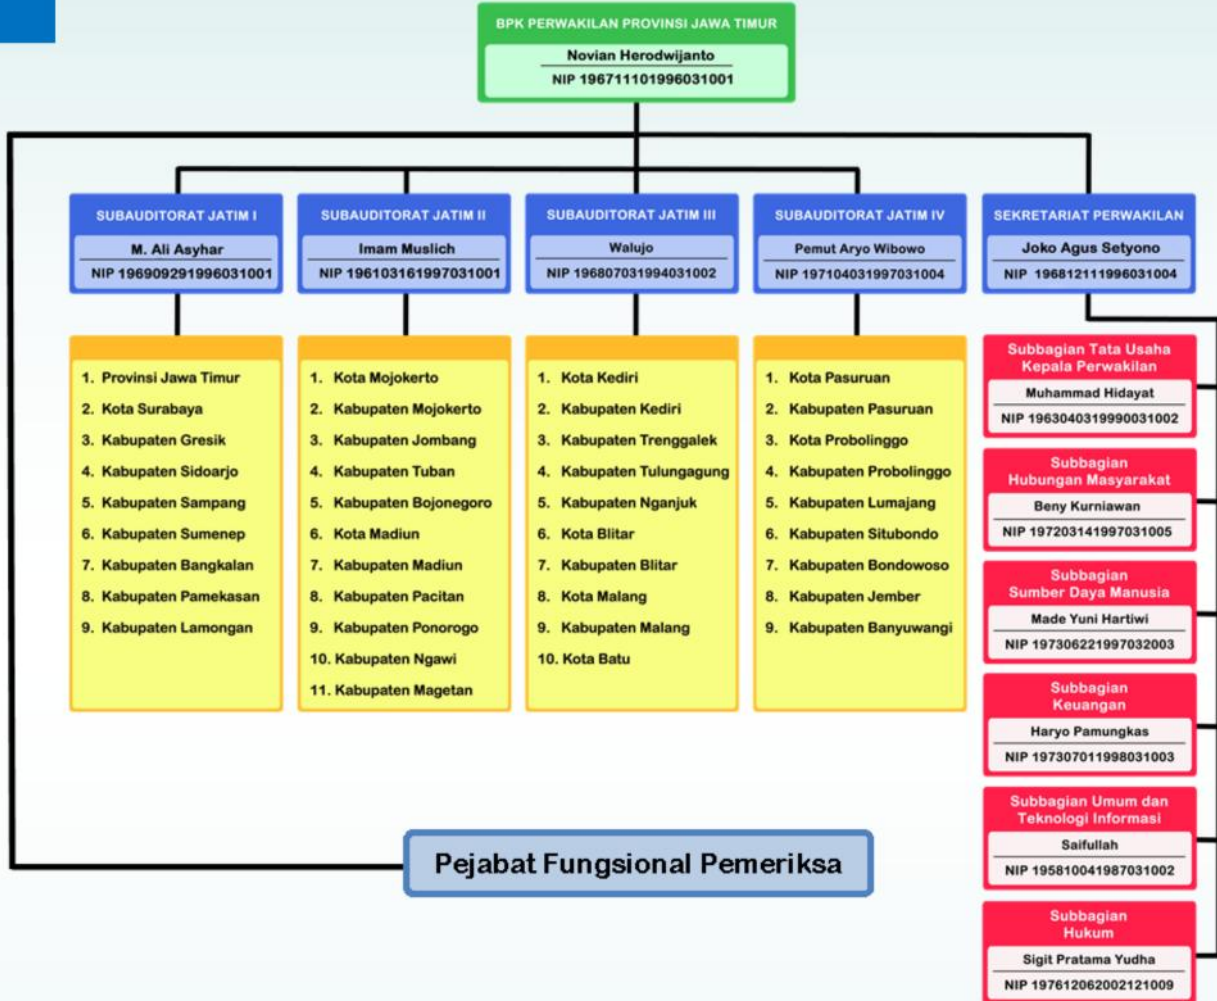 BPK PERWAKILAN PROVINSI JAWA TIMUR
Novian Herodwijanto
NIP 196711101996031001
SUBAUDITORAT JATIM I
M. Ali Asyhar
NIP 196909291996031001
1. Provinsi Jawa Timur
2. Kota Surabaya
3. Kabupaten Gresik
4. Kabupaten Sidoarjo
5. Kabupaten Sampang
6. Kabupaten Sumenep
7. Kabupaten Bangkalan
8. Kabupaten Pamekasan
9. Kabupaten Lamongan
SUBAUDITORAT JATIM II
Imam Muslich
NIP 196103161997031001
1. Kota Mojokerto
2. Kabupaten Mojokerto
3. Kabupaten Jombang
4. Kabupaten Tuban
5. Kabupaten Bojonegoro
6. Kota Madiun
7. Kabupaten Madiun
8. Kabupaten Pacitan
9. Kabupaten Ponorogo
10. Kabupaten Ngawi
11. Kabupaten Magetan
SUBAUDITORAT JATIM III
Walujo
NIP 196807031994031002
1. Kota Kediri
2. Kabupaten Kediri
3. Kabupaten Trenggalek
4. Kabupaten Tulungagung
5. Kabupaten Nganjuk
6. Kota Blitar
7. Kabupaten Blitar
8. Kota Malang
9. Kabupaten Malang
10. Kota Batu
SUBAUDITORAT JATIM IV
Pemut Aryo Wibowo
NIP 197104031997031004
1. Kota Pasuruan
2. Kabupaten Pasuruan
3. Kota Probolinggo
4. Kabupaten Probolinggo
5. Kabupaten Lumajang
6. Kabupaten Situbondo
7. Kabupaten Bondowoso
8. Kabupaten Jember
9. Kabupaten Banyuwangi
SEKRETARIAT PERWAKILAN
Joko Agus Setyono
NIP 196812111996031004
Subbagian Tata Usaha
Kepala Perwakilan
Muhammad Hidayat
NIP 1963040319990031002
Subbagian
Hubungan Masyarakat
Beny Kurniawan
NIP 197203141997031005
Subbagian
Sumber Daya Manusia
Made Yuni Hartiwi
NIP 197306221997032003
Subbagian
Keuangan
Haryo Pamungkas
NIP 197307011998031003
Subbagian Umum dan
Teknologi Informasi
Saifullah
NIP 195810041987031002
Subbagian
Hukum
Sigit Pratama Yudha
NIP 197612062002121009
Pejabat Fungsional Pemeriksa